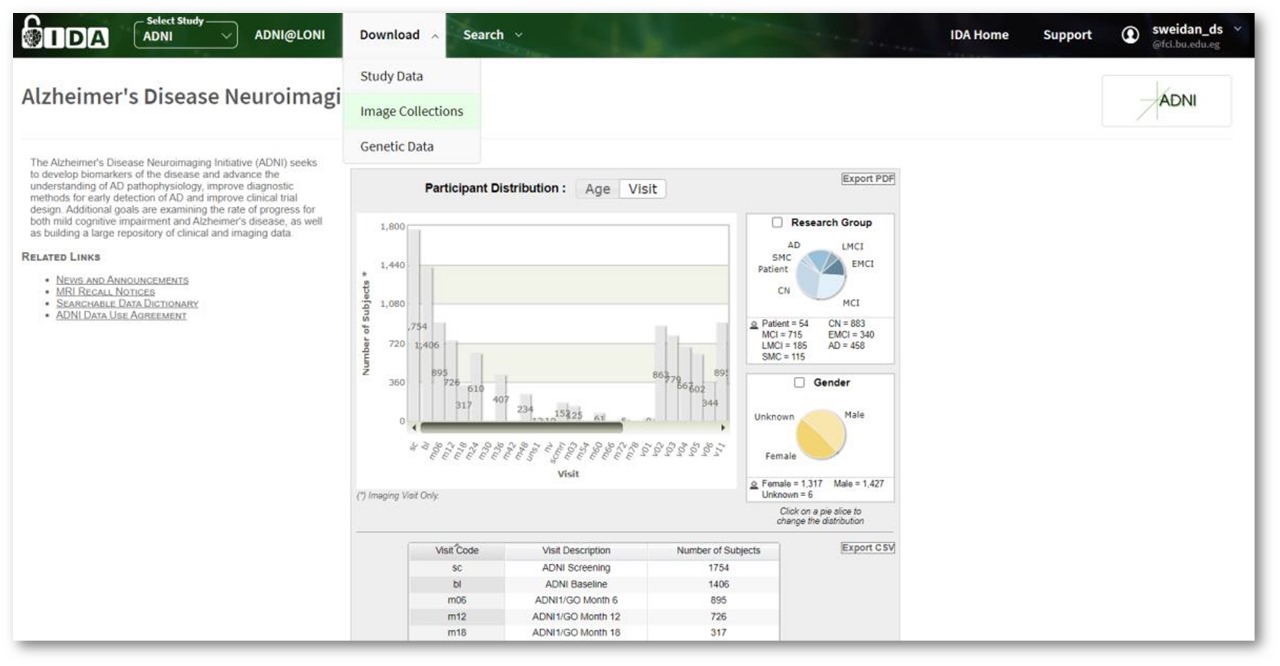 IDA
Select Study
ADNI
ADNI@LONI
Download
Search
IDA Home
Support
sweidan_ds
@fci.bu.edu.eg
Study Data
Image Collections
Genetic Data
Alzheimer's Disease Neuroimagi
ADNI
The Alzheimer's Disease Neuroimaging Initiative (ADNI) seeks
to develop biomarkers of the disease and advance the
understanding of AD pathophysiology, improve diagnostic
methods for early detection of AD and improve clinical trial
design. Additional goals are examining the rate of progress for
both mild cognitive impairment and Alzheimer's disease, as well
as building a large repository of clinical and imaging data.
RELATED LINKS
• NEWS AND ANNOUNCEMENTS
• MRI RECALL NOTICES
• SEARCHABLE DATA DICTIONARY
• ADNI DATA USE AGREEMENT
Participant Distribution : Age Visit
Export PDF
Number of Subjects *
1,800
1,440
1,080
720
360
0
,754
1,406
895
726
317
610
407
234
152
125
61
863
779
667
602
344
895
sc bl m06 m12 m18 m24 m30 m36 m42 m48 uns1 nv scmri m03 m54 m60 m66 m72 m78 v01 v02 v03 v04 v05 v06 v11
Visit
(*) Imaging Visit Only.
Research Group
AD
LMCI
SMC
EMCI
Patient
CN
MCI
Patient = 54 CN = 883
MCI = 715 EMCI = 340
LMCI = 185 AD = 458
SMC = 115
Gender
Unknown
Male
Female
Female = 1,317 Male = 1,427
Unknown = 6
Click on a pie slice to
change the distribution
Export CSV
Visit Code Visit Description Number of Subjects
sc ADNI Screening 1754
bl ADNI Baseline 1406
m06 ADNI1/GO Month 6 895
m12 ADNI1/GO Month 12 726
m18 ADNI1/GO Month 18 317